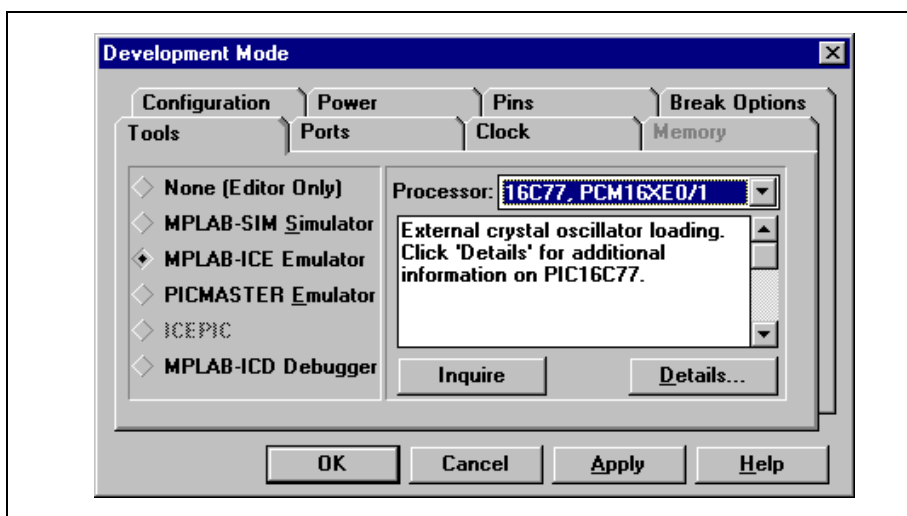 Development Mode
Configuration Power Pins Break Options
Tools Ports Clock Memory
None (Editor Only)
MPLAB-SIM Simulator
MPLAB-ICE Emulator
PICMASTER Emulator
ICEPIC
MPLAB-ICD Debugger
Processor: 16C77, PCM16XE0/1
External crystal oscillator loading.
Click 'Details' for additional
information on PIC16C77.
Inquire Details...
OK Cancel Apply Help